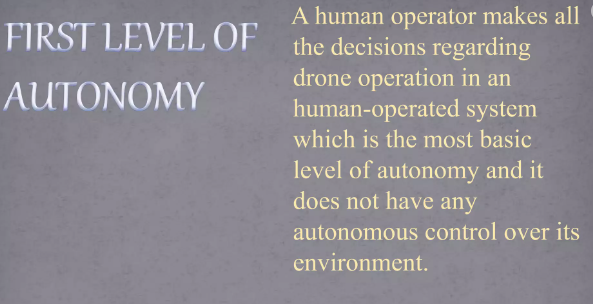 FIRST LEVEL OF
AUTONOMY
A human operator makes all
the decisions regarding
drone operation in an
human-operated system
which is the most basic
level of autonomy and it
does not have any
autonomous control over its
environment.